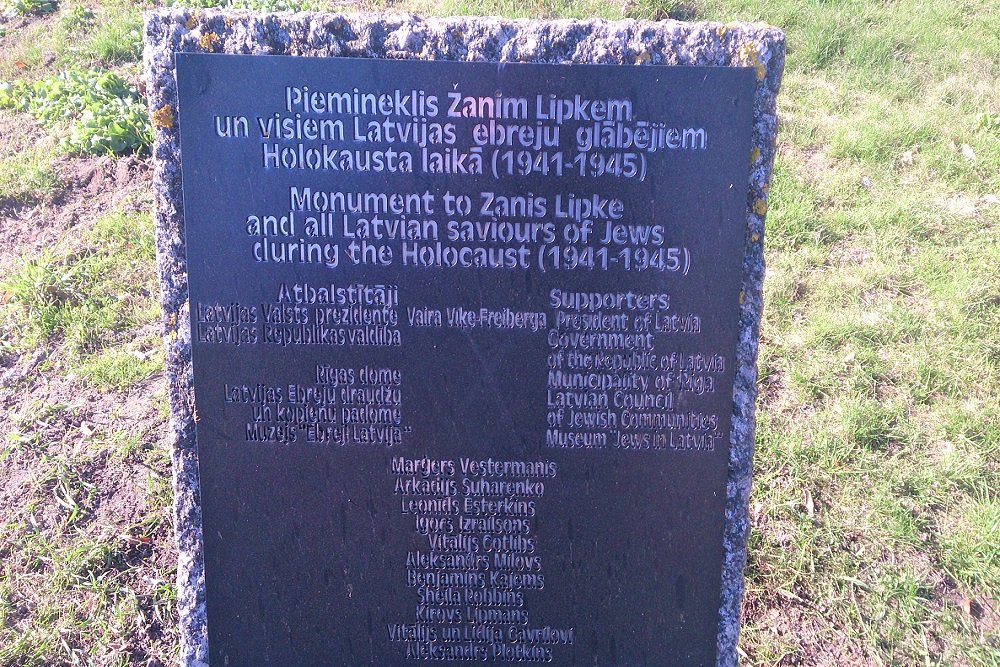 Piemineklis Žanim Lipkem
un visiem Latvijas ebreju glābējiem
Holokausta laikā (1941-1945)
Monument to Žanis Lipke
and all Latvian saviours of Jews
during the Holocaust (1941-1945)
Atbalstītāji
Latvijas Valsts prezidente Vaira Vīķe-Freiberga
Latvijas Republikas valdība
Rīgas dome
Latvijas Ebreju draudžu
un kopienu padome
Muzejs "Ebreji Latvijā"
Supporters
President of Latvia
Government
of the Republic of Latvia
Municipality of Riga
Latvian Council
of Jewish Communities
Museum "Jews in Latvia"
Marģers Vestermanis
Arkadijs Suharenko
Leonīds Esterkins
Igors Izrailsons
Vitālijs Gotlibs
Aleksandrs Milovs
Benjamins Kajems
Sheila Robbins
Kirovs Lipmans
Vitālijs un Lidija Gavrilovi
Aleksandrs Plotkins